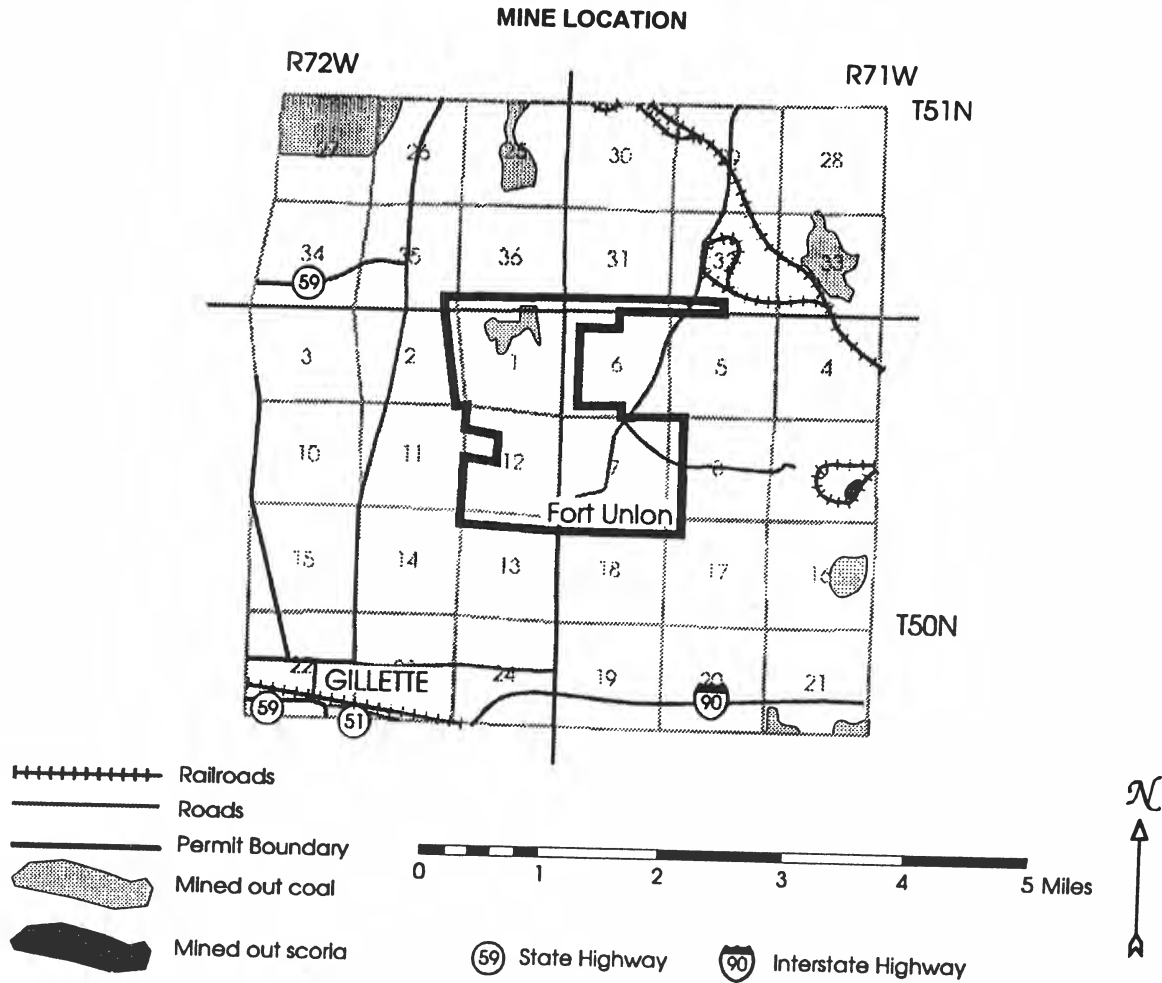 MINE LOCATION
R72W
R71W
T51N
27 26 25 30 29 28
34 35 36 31 32 33
59
3 2 1 6 5 4
10 11 12 7 8
Fort Union
15 14 13 18 17 16
T50N
22 24 19 20 21
GILLETTE
90
59
51
Railroads
Roads
Permit Boundary
Mined out coal
Mined out scoria
0 1 2 3 4 5 Miles
N
59 State Highway
90 Interstate Highway